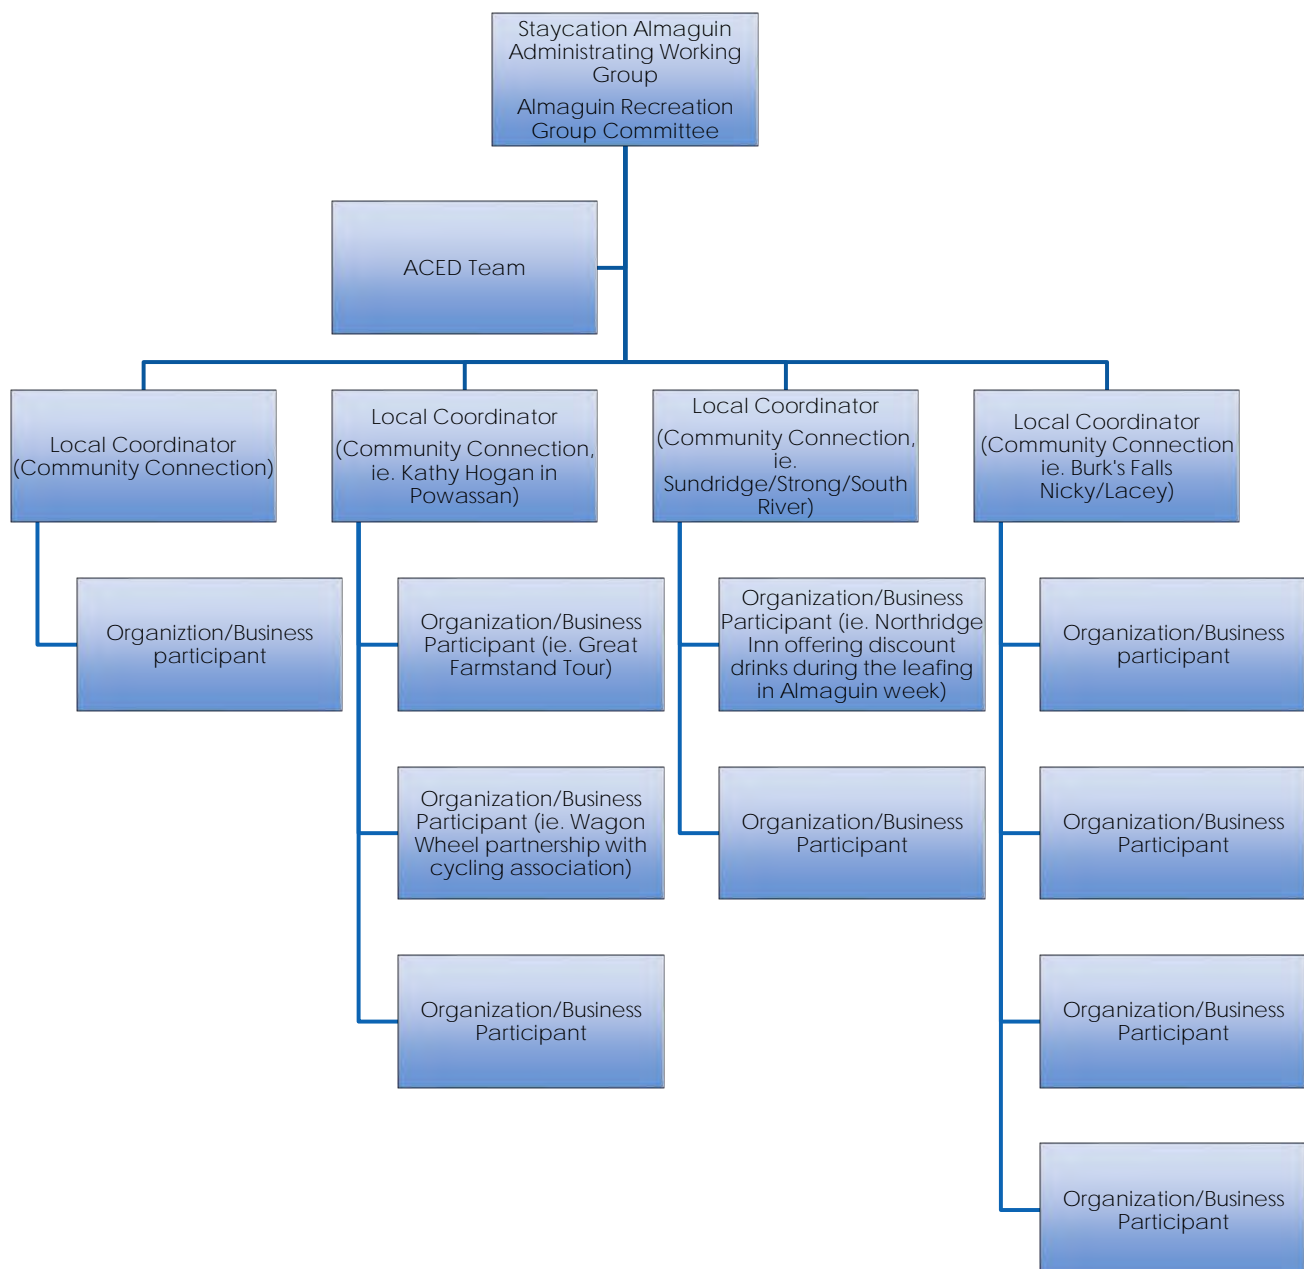 Staycation Almaguin
Administrating Working
Group
Almaguin Recreation
Group Committee
ACED Team
Local Coordinator
(Community Connection)
Local Coordinator
(Community Connection,
ie. Kathy Hogan in
Powassan)
Local Coordinator
(Community Connection,
ie.
Sundridge/Strong/South
River)
Local Coordinator
(Community Connection
ie. Burk's Falls
Nicky/Lacey)
Organiztion/Business
participant
Organization/Business
Participant (ie. Great
Farmstand Tour)
Organization/Business
Participant (ie. Northridge
Inn offering discount
drinks during the leafing
in Almaguin week)
Organization/Business
participant
Organization/Business
Participant (ie. Wagon
Wheel partnership with
cycling association)
Organization/Business
Participant
Organization/Business
Participant
Organization/Business
Participant
Organization/Business
Participant
Organization/Business
Participant